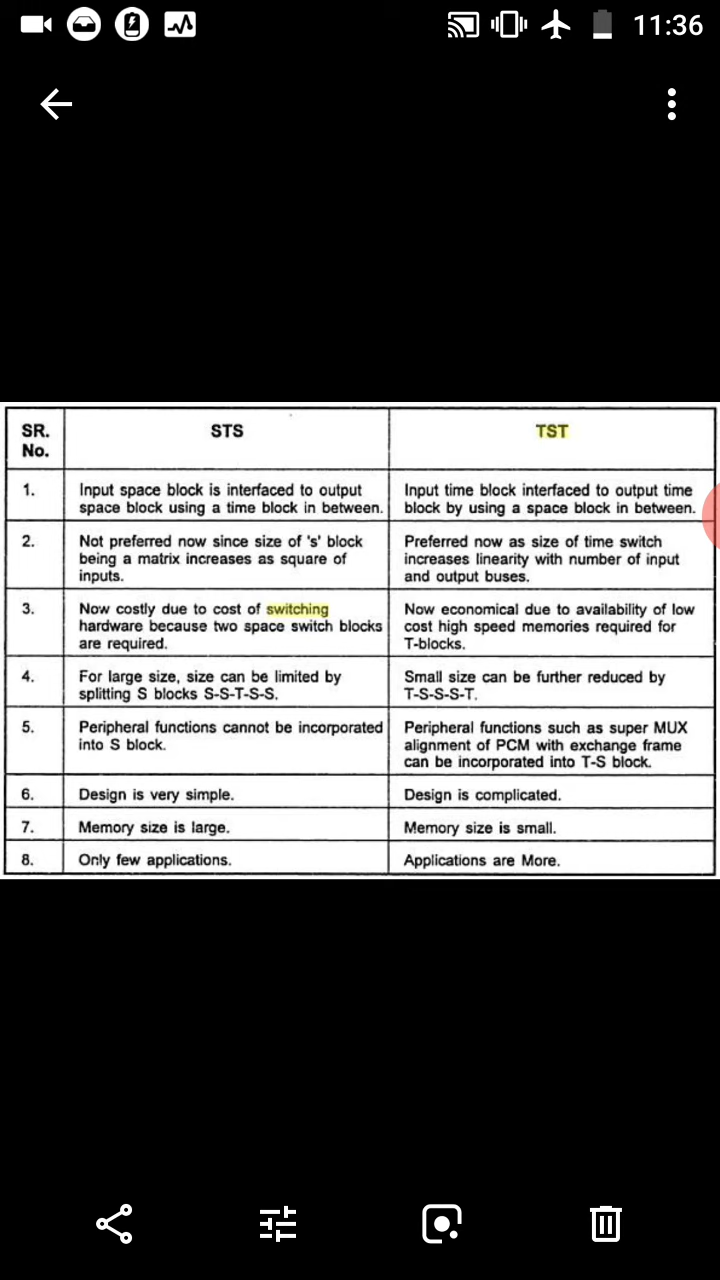 11:36
SR. STS TST
No.
1. Input space block is interfaced to output Input time block interfaced to output time
space block using a time block in between. block by using a space block in between.
2. Not preferred now since size of 's' block Preferred now as size of time switch
being a matrix increases as square of increases linearity with number of input
inputs. and output buses.
3. Now costly due to cost of switching Now economical due to availability of low
hardware because two space switch blocks cost high speed memories required for
are required. T-blocks.
4. For large size, size can be limited by Small size can be further reduced by
splitting S blocks S-S-T-S-S. T-S-S-S-T.
5. Peripheral functions cannot be incorporated Peripheral functions such as super MUX
into S block. alignment of PCM with exchange frame
can be incorporated into T-S block.
6. Design is very simple. Design is complicated.
7. Memory size is large. Memory size is small.
8. Only few applications. Applications are More.